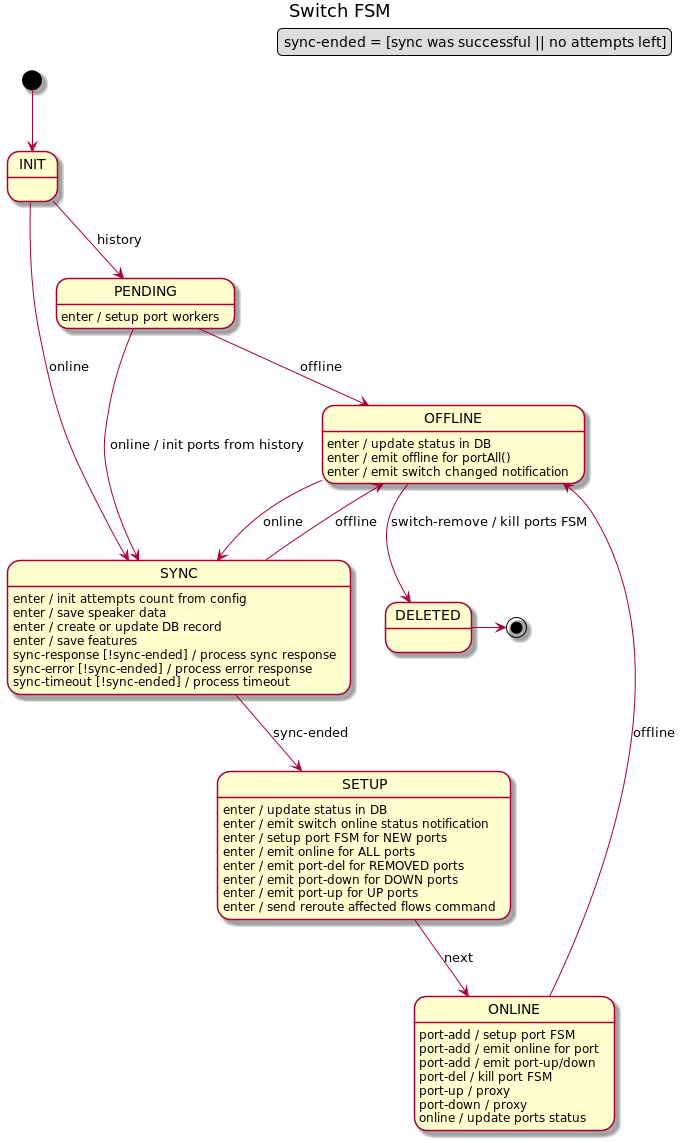 Switch FSM
sync-ended = [sync was successful || no attempts left]
INIT
history
PENDING
enter / setup port workers
online
offline
online / init ports from history
OFFLINE
enter / update status in DB
enter / emit offline for portAll()
enter / emit switch changed notification
online
offline
switch-remove / kill ports FSM
SYNC
enter / init attempts count from config
enter / save speaker data
enter / create or update DB record
enter / save features
sync-response [!sync-ended] / process sync response
sync-error [!sync-ended] / process error response
sync-timeout [!sync-ended] / process timeout
DELETED
sync-ended
offline
SETUP
enter / update status in DB
enter / emit switch online status notification
enter / setup port FSM for NEW ports
enter / emit online for ALL ports
enter / emit port-del for REMOVED ports
enter / emit port-down for DOWN ports
enter / emit port-up for UP ports
enter / send reroute affected flows command
next
ONLINE
port-add / setup port FSM
port-add / emit online for port
port-add / emit port-up/down
port-del / kill port FSM
port-up / proxy
port-down / proxy
online / update ports status